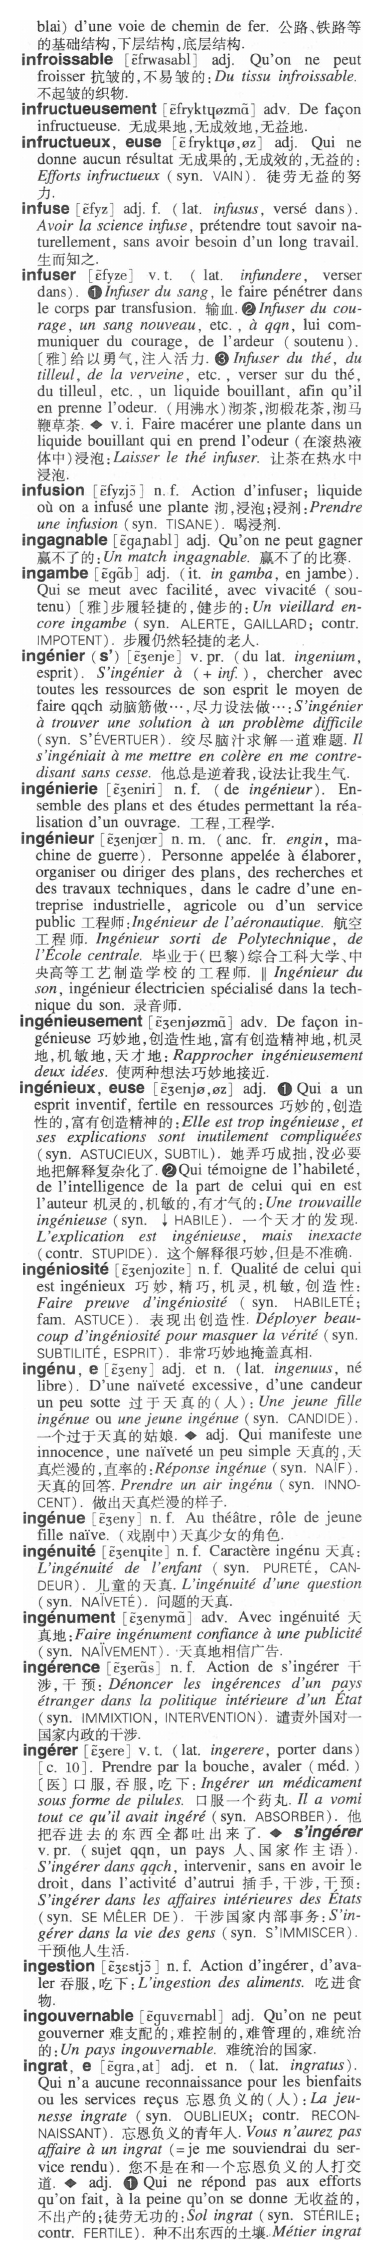 blai) d'une voie de chemin de fer. 公路、铁路等
的基础结构,下层结构,底层结构.
infroissable [ɛ̃frwasabl] adj. Qu'on ne peut
froisser 抗皱的,不易皱的:Du tissu infroissable.
不起皱的织物.
infructueusement [ɛ̃fryktɥøzmɑ̃] adv. De façon
infructueuse. 无成果地,无成效地,无益地.
infructueux, euse [ɛ̃fryktɥø,øz] adj. Qui ne
donne aucun résultat 无成果的,无成效的,无益的:
Efforts infructueux (syn. VAIN). 徒劳无益的努
力.
infuse [ɛ̃fyz] adj. f. (lat. infusus, versé dans).
Avoir la science infuse, prétendre tout savoir na-
turellement, sans avoir besoin d'un long travail.
生而知之.
infuser [ɛ̃fyze] v. t. (lat. infundere, verser
dans). ❶ Infuser du sang, le faire pénétrer dans
le corps par transfusion. 输血. ❷ Infuser du cou-
rage, un sang nouveau, etc., à qqn, lui com-
muniquer du courage, de l'ardeur (soutenu).
〔雅〕给以勇气,注入活力. ❸ Infuser du thé, du
tilleul, de la verveine, etc., verser sur du thé,
du tilleul, etc., un liquide bouillant, afin qu'il
en prenne l'odeur. (用沸水)沏茶,沏椴花茶,沏马
鞭草茶. ◆ v. i. Faire macérer une plante dans un
liquide bouillant qui en prend l'odeur (在滚热液
体中)浸泡:Laisser le thé infuser. 让茶在热水中
浸泡.
infusion [ɛ̃fyzjɔ̃] n. f. Action d'infuser; liquide
où on a infusé une plante 沏,浸泡;浸剂:Prendre
une infusion (syn. TISANE). 喝浸剂.
ingagnable [ɛ̃gaɲabl] adj. Qu'on ne peut gagner
赢不了的:Un match ingagnable. 赢不了的比赛.
ingambe [ɛ̃gɑ̃b] adj. (it. in gamba, en jambe).
Qui se meut avec facilité, avec vivacité (sou-
tenu)〔雅〕步履轻捷的,健步的:Un vieillard en-
core ingambe (syn. ALERTE, GAILLARD; contr.
IMPOTENT). 步履仍然轻捷的老人.
ingénier (s') [ɛ̃ʒenje] v. pr. (du lat. ingenium,
esprit). S'ingénier à (+ inf.), chercher avec
toutes les ressources de son esprit le moyen de
faire qqch 动脑筋做…,尽力设法做…:S'ingénier
à trouver une solution à un problème difficile
(syn. S'ÉVERTUER). 绞尽脑汁求解一道难题. Il
s'ingéniait à me mettre en colère en me contre-
disant sans cesse. 他总是逆着我,设法让我生气.
ingénierie [ɛ̃ʒeniri] n. f. (de ingénieur). En-
semble des plans et des études permettant la réa-
lisation d'un ouvrage. 工程,工程学.
ingénieur [ɛ̃ʒenjœr] n. m. (anc. fr. engin, ma-
chine de guerre). Personne appelée à élaborer,
organiser ou diriger des plans, des recherches et
des travaux techniques, dans le cadre d'une en-
treprise industrielle, agricole ou d'un service
public 工程师:Ingénieur de l'aéronautique. 航空
工程师. Ingénieur sorti de Polytechnique, de
l'École centrale. 毕业于(巴黎)综合工科大学、中
央高等工艺制造学校的工程师. ‖ Ingénieur du
son, ingénieur électricien spécialisé dans la tech-
nique du son. 录音师.
ingénieusement [ɛ̃ʒenjøzmɑ̃] adv. De façon in-
génieuse 巧妙地,创造性地,富有创造精神地,机灵
地,机敏地,天才地: Rapprocher ingénieusement
deux idées. 使两种想法巧妙地接近.
ingénieux, euse [ɛ̃ʒenjø,øz] adj. ❶ Qui a un
esprit inventif, fertile en ressources 巧妙的,创造
性的,富有创造精神的:Elle est trop ingénieuse, et
ses explications sont inutilement compliquées
(syn. ASTUCIEUX, SUBTIL). 她弄巧成拙,没必要
地把解释复杂化了. ❷ Qui témoigne de l'habileté,
de l'intelligence de la part de celui qui en est
l'auteur 机灵的,机敏的,有才气的:Une trouvaille
ingénieuse (syn. ↓ HABILE). 一个天才的发现.
L'explication est ingénieuse, mais inexacte
(contr. STUPIDE). 这个解释很巧妙,但是不准确.
ingéniosité [ɛ̃ʒenjozite] n. f. Qualité de celui qui
est ingénieux 巧妙,精巧,机灵,机敏,创造性:
Faire preuve d'ingéniosité (syn. HABILETÉ;
fam. ASTUCE). 表现出创造性. Déployer beau-
coup d'ingéniosité pour masquer la vérité (syn.
SUBTILITÉ, ESPRIT). 非常巧妙地掩盖真相.
ingénu, e [ɛ̃ʒeny] adj. et n. (lat. ingenuus, né
libre). D'une naïveté excessive, d'une candeur
un peu sotte 过于天真的(人):Une jeune fille
ingénue ou une jeune ingénue (syn. CANDIDE).
一个过于天真的姑娘. ◆ adj. Qui manifeste une
innocence, une naïveté un peu simple 天真的,天
真烂漫的,直率的:Réponse ingénue (syn. NAÏF).
天真的回答. Prendre un air ingénu (syn. INNO-
CENT). 做出天真烂漫的样子.
ingénue [ɛ̃ʒeny] n. f. Au théâtre, rôle de jeune
fille naïve. (戏剧中)天真少女的角色.
ingénuité [ɛ̃ʒenɥite] n. f. Caractère ingénu 天真:
L'ingénuité de l'enfant (syn. PURETÉ, CAN-
DEUR). 儿童的天真. L'ingénuité d'une question
(syn. NAÏVETÉ). 问题的天真.
ingénument [ɛ̃ʒenymɑ̃] adv. Avec ingénuité 天
真地:Faire ingénument confiance à une publicité
(syn. NAÏVEMENT). 天真地相信广告.
ingérence [ɛ̃ʒerɑ̃s] n. f. Action de s'ingérer 干
涉,干预: Dénoncer les ingérences d'un pays
étranger dans la politique intérieure d'un État
(syn. IMMIXTION, INTERVENTION). 谴责外国对一
国家内政的干涉.
ingérer [ɛ̃ʒere] v. t. (lat. ingerere, porter dans)
[c. 10]. Prendre par la bouche, avaler (méd.)
〔医〕口服,吞服,吃下: Ingérer un médicament
sous forme de pilules. 口服一个药丸. Il a vomi
tout ce qu'il avait ingéré (syn. ABSORBER). 他
把吞进去的东西全都吐出来了. ◆ s'ingérer
v. pr. (sujet qqn, un pays 人、国家作主语).
S'ingérer dans qqch, intervenir, sans en avoir le
droit, dans l'activité d'autrui 插手,干涉,干预:
S'ingérer dans les affaires intérieures des États
(syn. SE MÊLER DE). 干涉国家内部事务:S'in-
gérer dans la vie des gens (syn. S'IMMISCER).
干预他人生活.
ingestion [ɛ̃ʒɛstjɔ̃] n. f. Action d'ingérer, d'ava-
ler 吞服,吃下:L'ingestion des aliments. 吃进食
物.
ingouvernable [ɛ̃guvɛrnabl] adj. Qu'on ne peut
gouverner 难支配的,难控制的,难管理的,难统治
的:Un pays ingouvernable. 难统治的国家.
ingrat, e [ɛ̃gra,at] adj. et n. (lat. ingratus).
Qui n'a aucune reconnaissance pour les bienfaits
ou les services reçus 忘恩负义的(人):La jeu-
nesse ingrate (syn. OUBLIEUX; contr. RECON-
NAISSANT). 忘恩负义的青年人. Vous n'aurez pas
affaire à un ingrat (=je me souviendrai du ser-
vice rendu). 您不是在和一个忘恩负义的人打交
道. ◆ adj. ❶ Qui ne répond pas aux efforts
qu'on fait, à la peine qu'on se donne 无收益的,
不出产的;徒劳无功的:Sol ingrat (syn. STÉRILE;
contr. FERTILE). 种不出东西的土壤. Métier ingrat